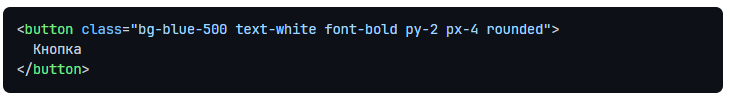 <button class="bg-blue-500 text-white font-bold py-2 px-4 rounded">
Кнопка
</button>